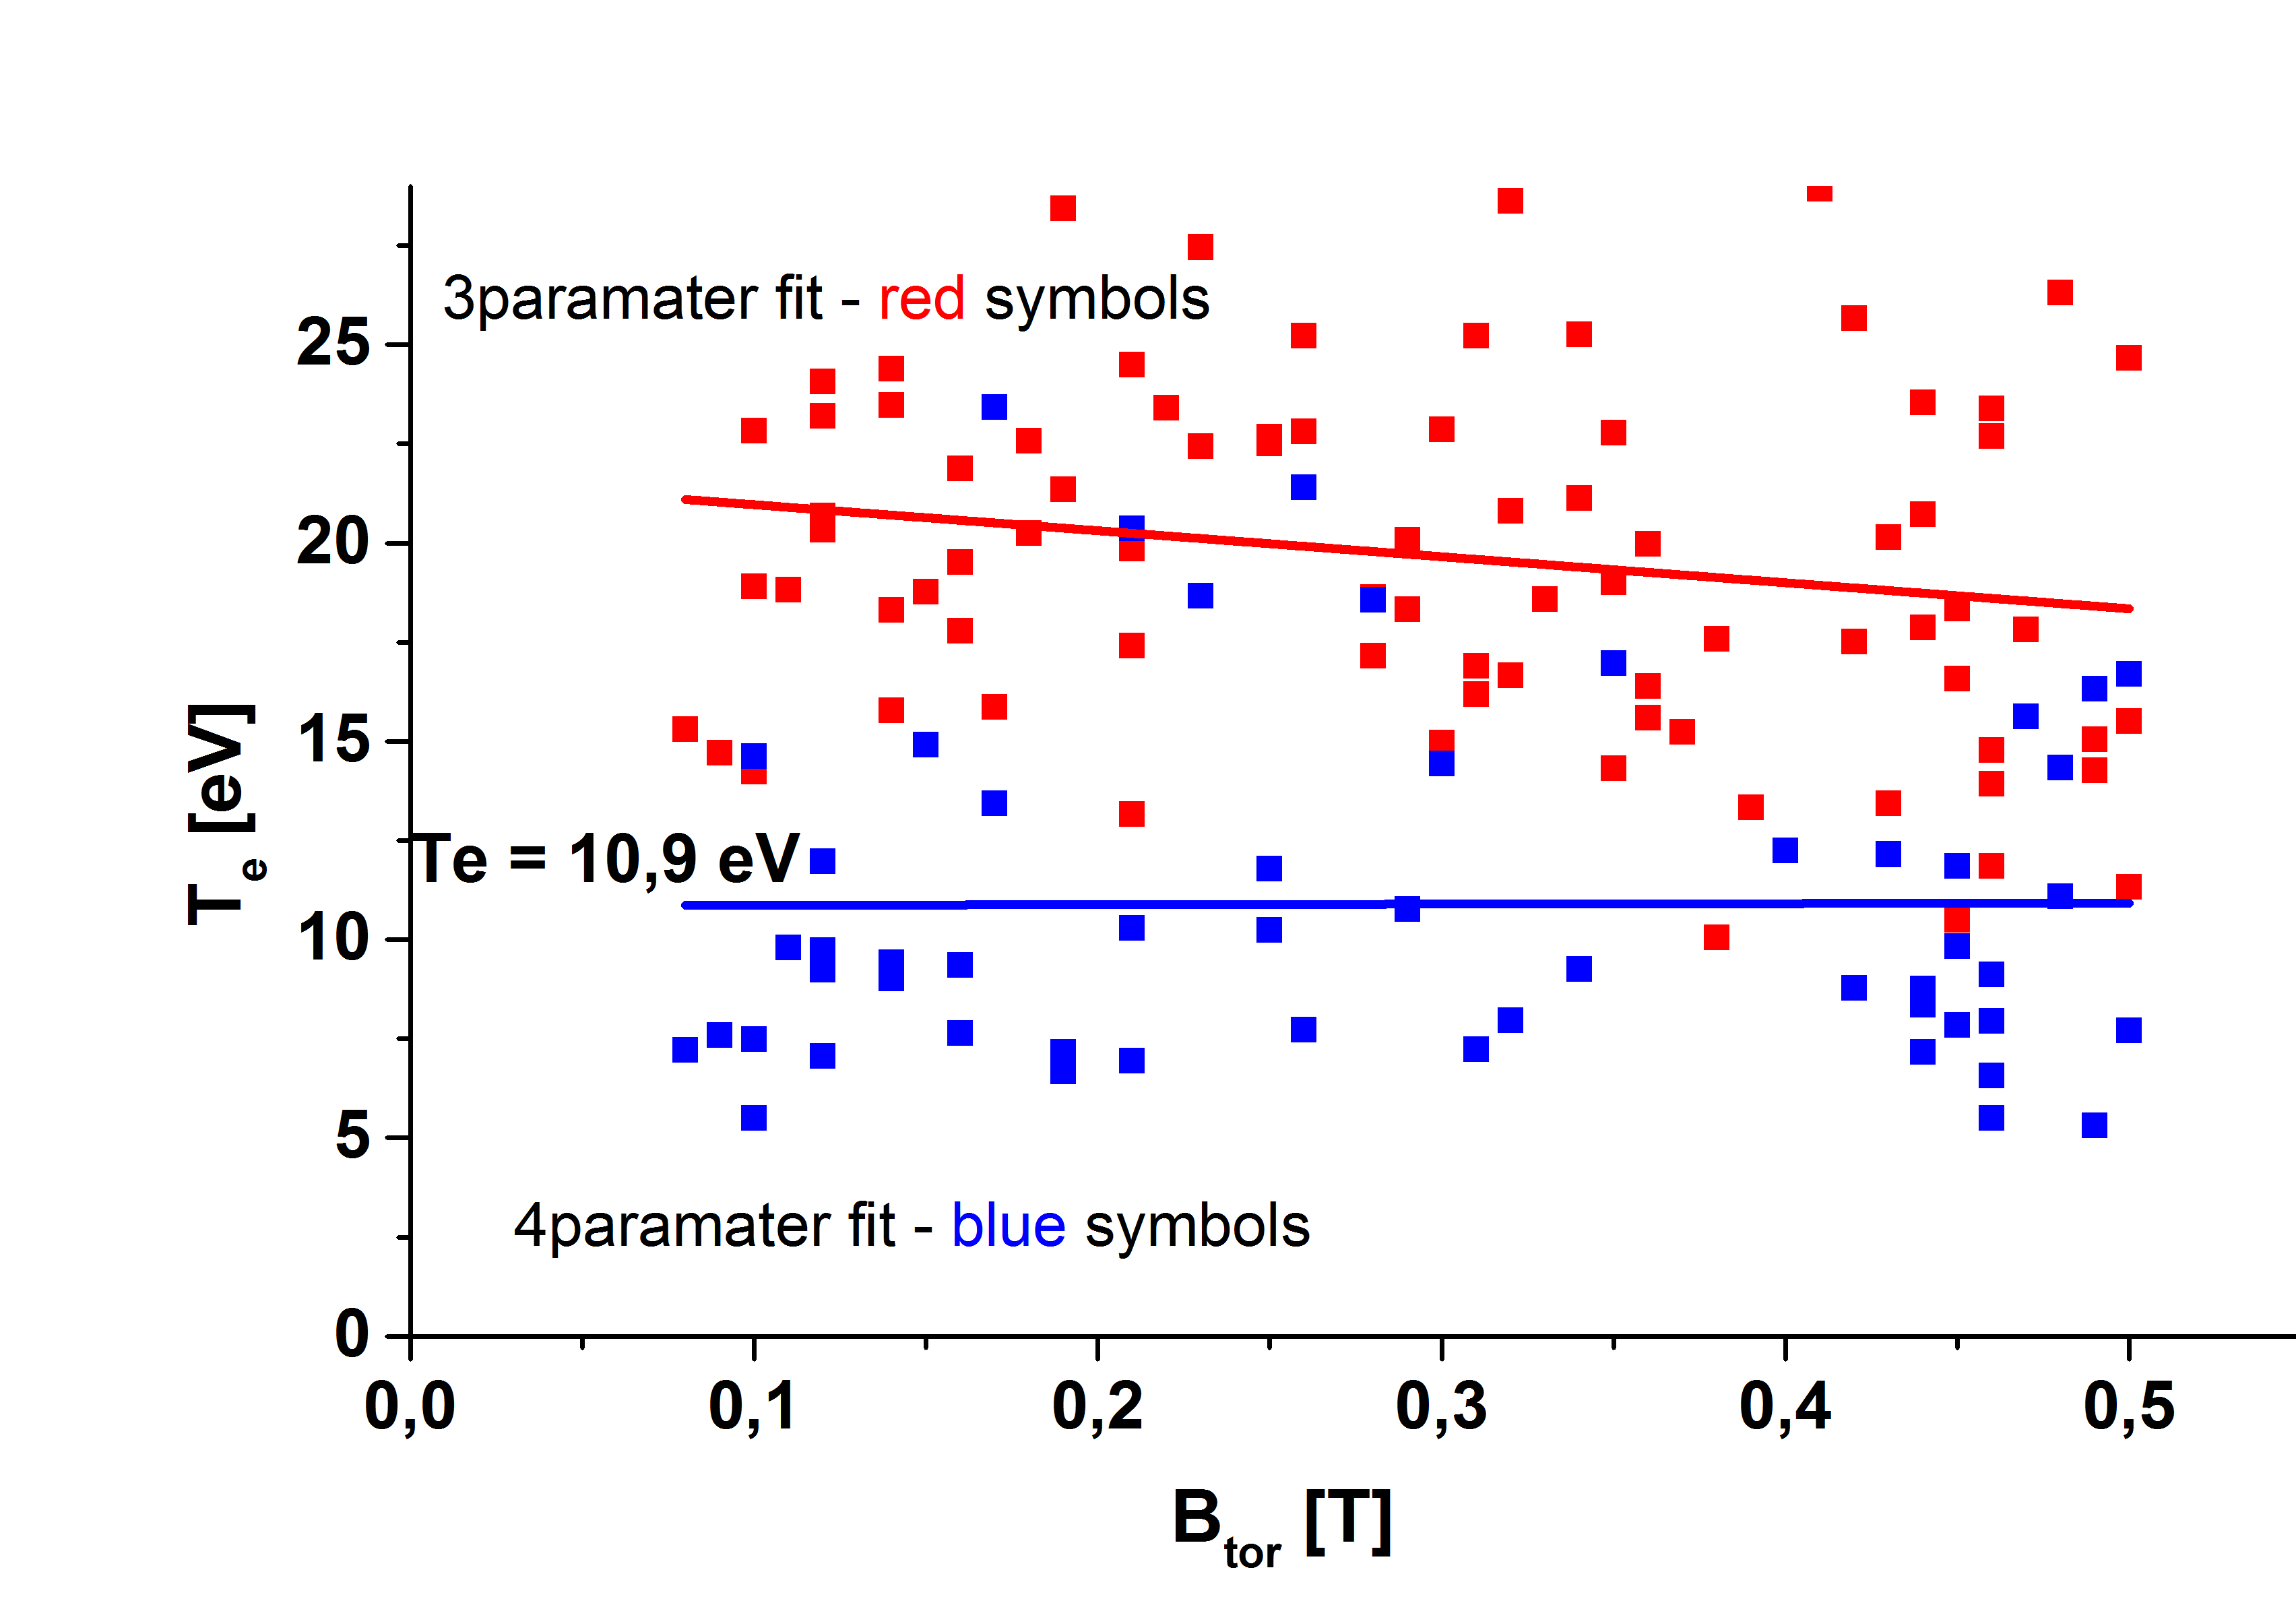 3paramater fit - red symbols
25
20
15
Te = 10,9 eV
10
5
4paramater fit - blue symbols
0
0,0 0,1 0,2 0,3 0,4 0,5
Te [eV]
Btor [T]